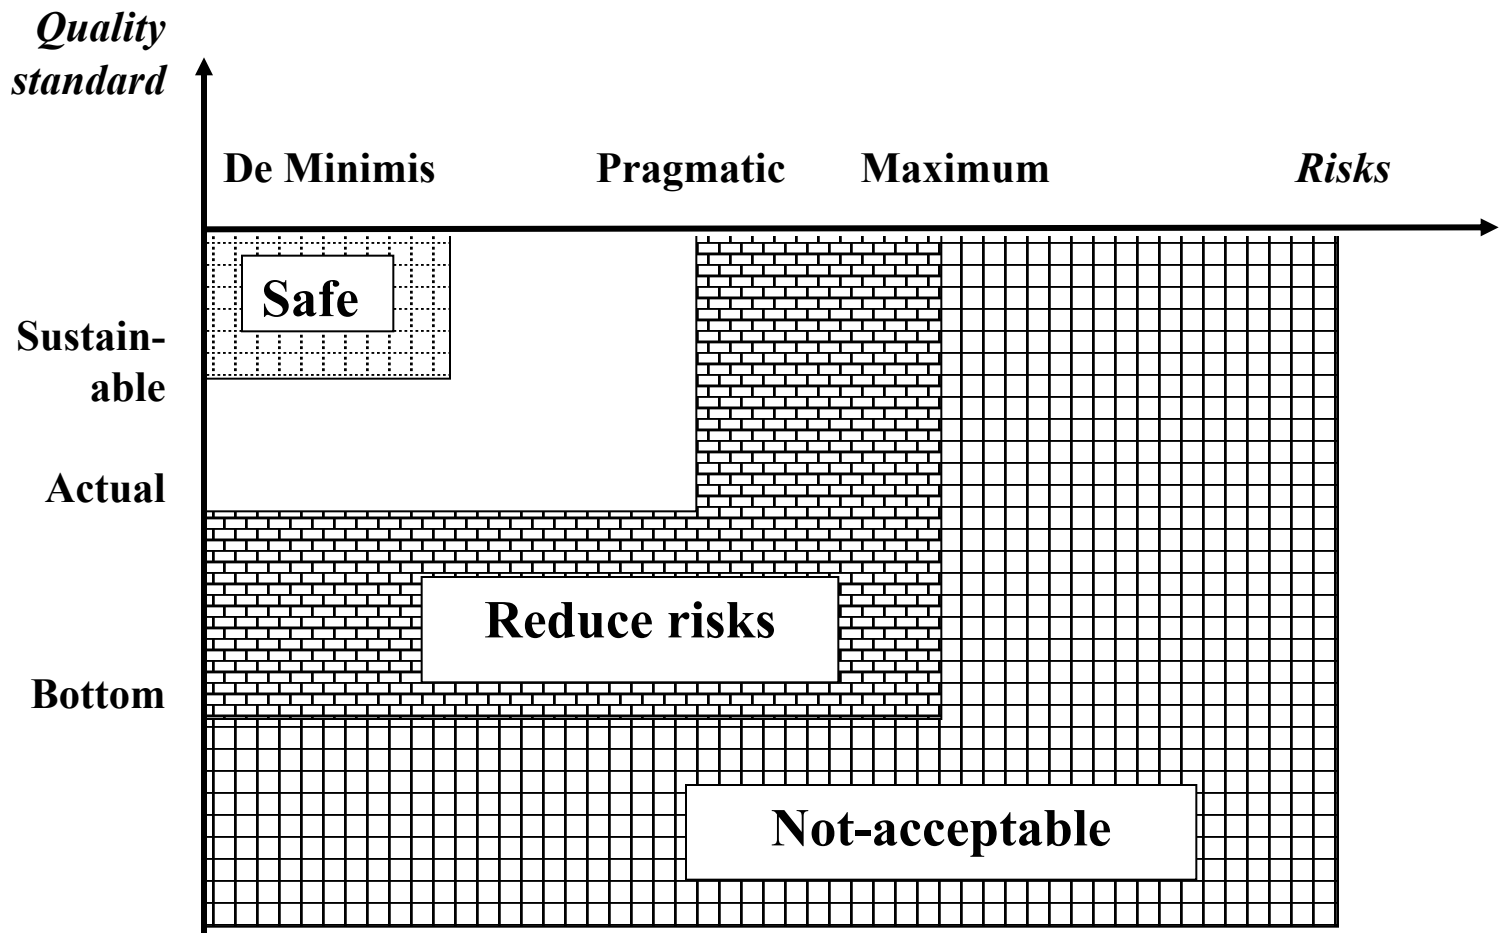 Quality
standard
De Minimis Pragmatic Maximum Risks
Safe
Sustain-
able
Actual
Reduce risks
Bottom
Not-acceptable